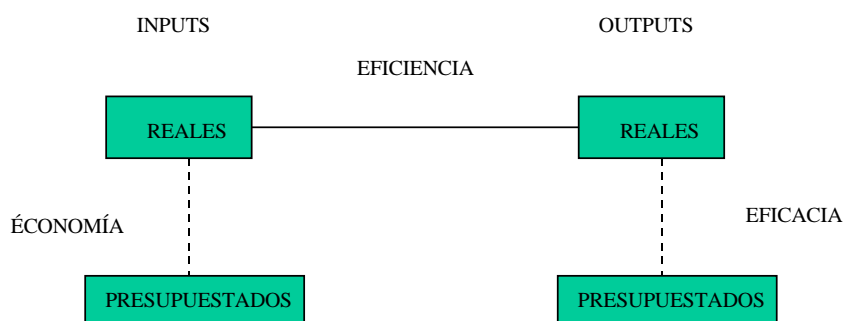 INPUTS OUTPUTS
EFICIENCIA
REALES REALES
ÉCONOMÍA EFICACIA
PRESUPUESTADOS PRESUPUESTADOS